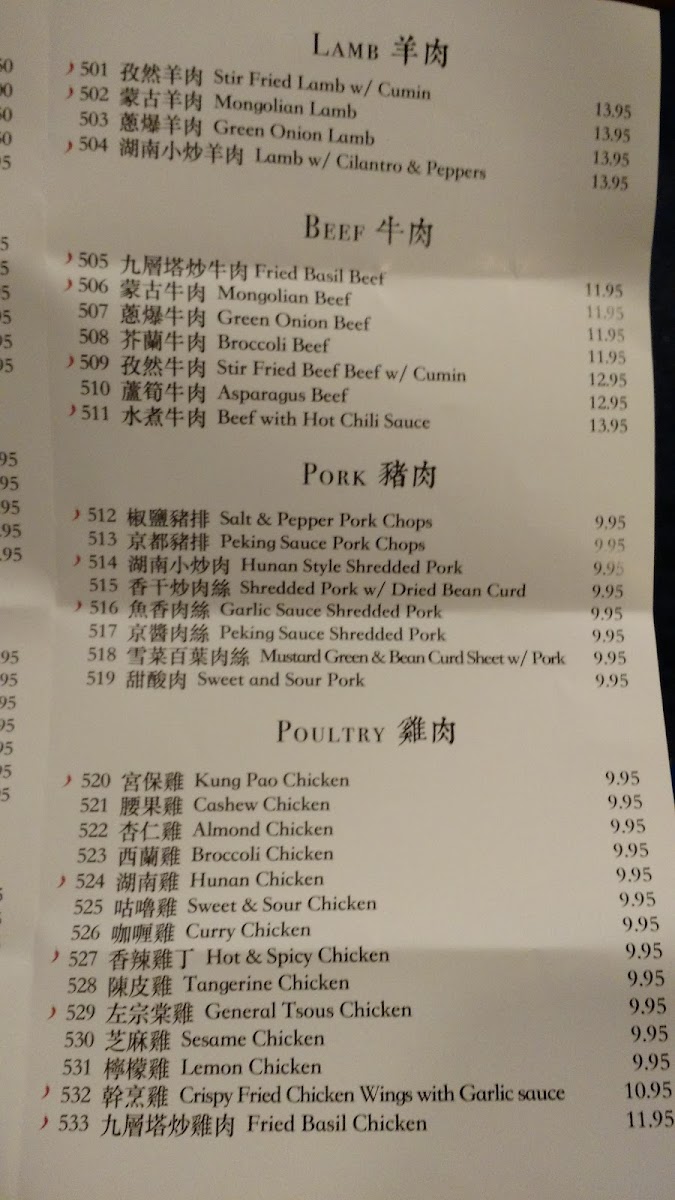 LAMB 羊肉
501 孜然羊肉 Stir Fried Lamb w/ Cumin 13.95
502 蒙古羊肉 Mongolian Lamb 13.95
503 蔥爆羊肉 Green Onion Lamb 13.95
504 湖南小炒羊肉 Lamb w/ Cilantro & Peppers 13.95
BEEF 牛肉
505 九層塔炒牛肉 Fried Basil Beef 11.95
506 蒙古牛肉 Mongolian Beef 11.95
507 蔥爆牛肉 Green Onion Beef 11.95
508 芥蘭牛肉 Broccoli Beef 11.95
509 孜然牛肉 Stir Fried Beef Beef w/ Cumin 12.95
510 蘆筍牛肉 Asparagus Beef 12.95
511 水煮牛肉 Beef with Hot Chili Sauce 13.95
PORK 豬肉
512 椒鹽豬排 Salt & Pepper Pork Chops 9.95
513 京都豬排 Peking Sauce Pork Chops 9.95
514 湖南小炒肉 Hunan Style Shredded Pork 9.95
515 香干炒肉絲 Shredded Pork w/ Dried Bean Curd 9.95
516 魚香肉絲 Garlic Sauce Shredded Pork 9.95
517 京醬肉絲 Peking Sauce Shredded Pork 9.95
518 雪菜百葉肉絲 Mustard Green & Bean Curd Sheet w/ Pork 9.95
519 甜酸肉 Sweet and Sour Pork 9.95
POULTRY 雞肉
520 宮保雞 Kung Pao Chicken 9.95
521 腰果雞 Cashew Chicken 9.95
522 杏仁雞 Almond Chicken 9.95
523 西蘭雞 Broccoli Chicken 9.95
524 湖南雞 Hunan Chicken 9.95
525 咕嚕雞 Sweet & Sour Chicken 9.95
526 咖喱雞 Curry Chicken 9.95
527 香辣雞丁 Hot & Spicy Chicken 9.95
528 陳皮雞 Tangerine Chicken 9.95
529 左宗棠雞 General Tsous Chicken 9.95
530 芝麻雞 Sesame Chicken 9.95
531 檸檬雞 Lemon Chicken 9.95
532 幹烹雞 Crispy Fried Chicken Wings with Garlic sauce 10.95
533 九層塔炒雞肉 Fried Basil Chicken 11.95